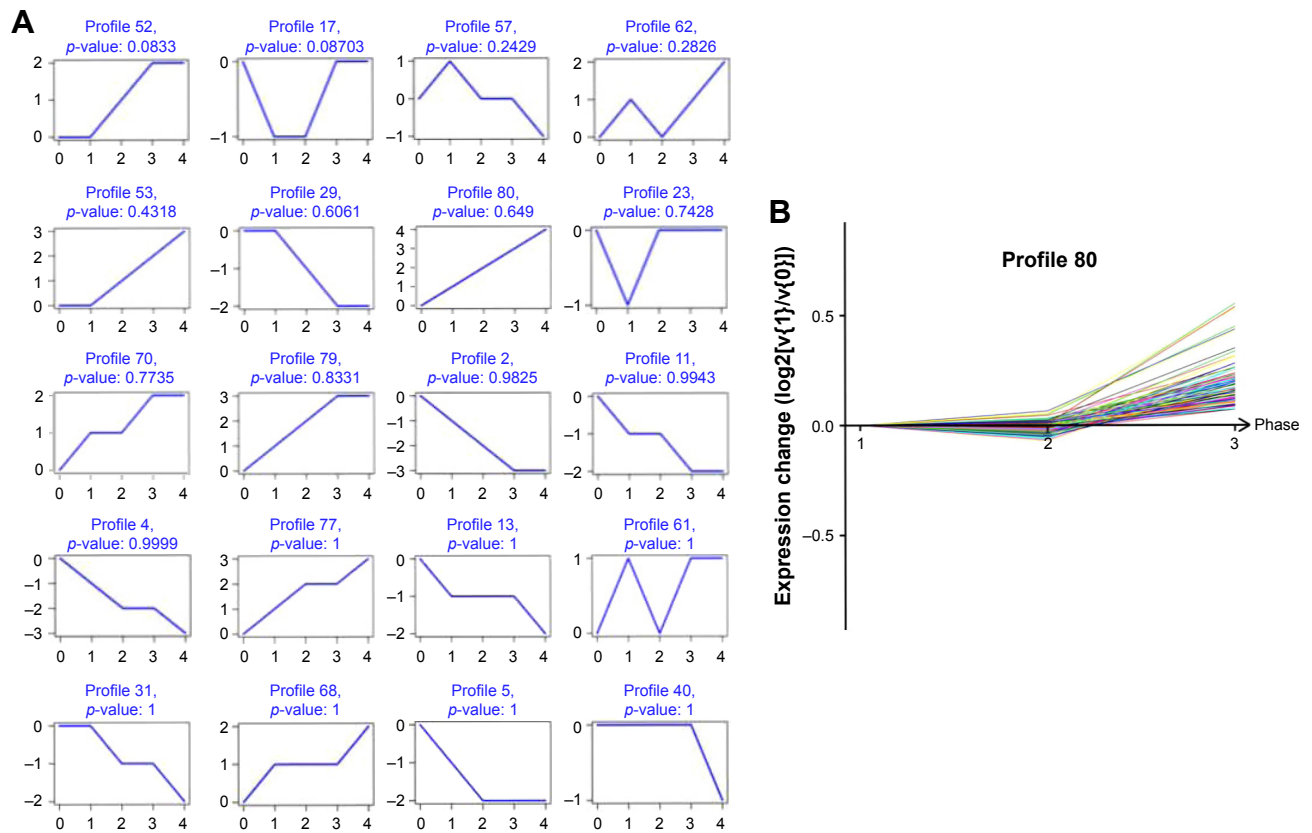 A
Profile 52,
p-value: 0.0833
2
1
0
0 1 2 3 4
Profile 17,
p-value: 0.08703
0
–1
0 1 2 3 4
Profile 57,
p-value: 0.2429
1
0
–1
0 1 2 3 4
Profile 62,
p-value: 0.2826
2
1
0
0 1 2 3 4
Profile 53,
p-value: 0.4318
3
2
1
0
0 1 2 3 4
Profile 29,
p-value: 0.6061
0
–1
–2
0 1 2 3 4
Profile 80,
p-value: 0.649
4
3
2
1
0
0 1 2 3 4
Profile 23,
p-value: 0.7428
0
–1
0 1 2 3 4
Profile 70,
p-value: 0.7735
2
1
0
0 1 2 3 4
Profile 79,
p-value: 0.8331
3
2
1
0
0 1 2 3 4
Profile 2,
p-value: 0.9825
0
–1
–2
–3
0 1 2 3 4
Profile 11,
p-value: 0.9943
0
–1
–2
0 1 2 3 4
Profile 4,
p-value: 0.9999
0
–1
–2
–3
0 1 2 3 4
Profile 77,
p-value: 1
3
2
1
0
0 1 2 3 4
Profile 13,
p-value: 1
0
–1
–2
0 1 2 3 4
Profile 61,
p-value: 1
1
0
0 1 2 3 4
Profile 31,
p-value: 1
0
–1
–2
0 1 2 3 4
Profile 68,
p-value: 1
2
1
0
0 1 2 3 4
Profile 5,
p-value: 1
0
–1
–2
0 1 2 3 4
Profile 40,
p-value: 1
0
–1
0 1 2 3 4
B
Profile 80
Expression change (log2[v{1}/v{0}])
0.5
0.0
–0.5
1 2 3
Phase